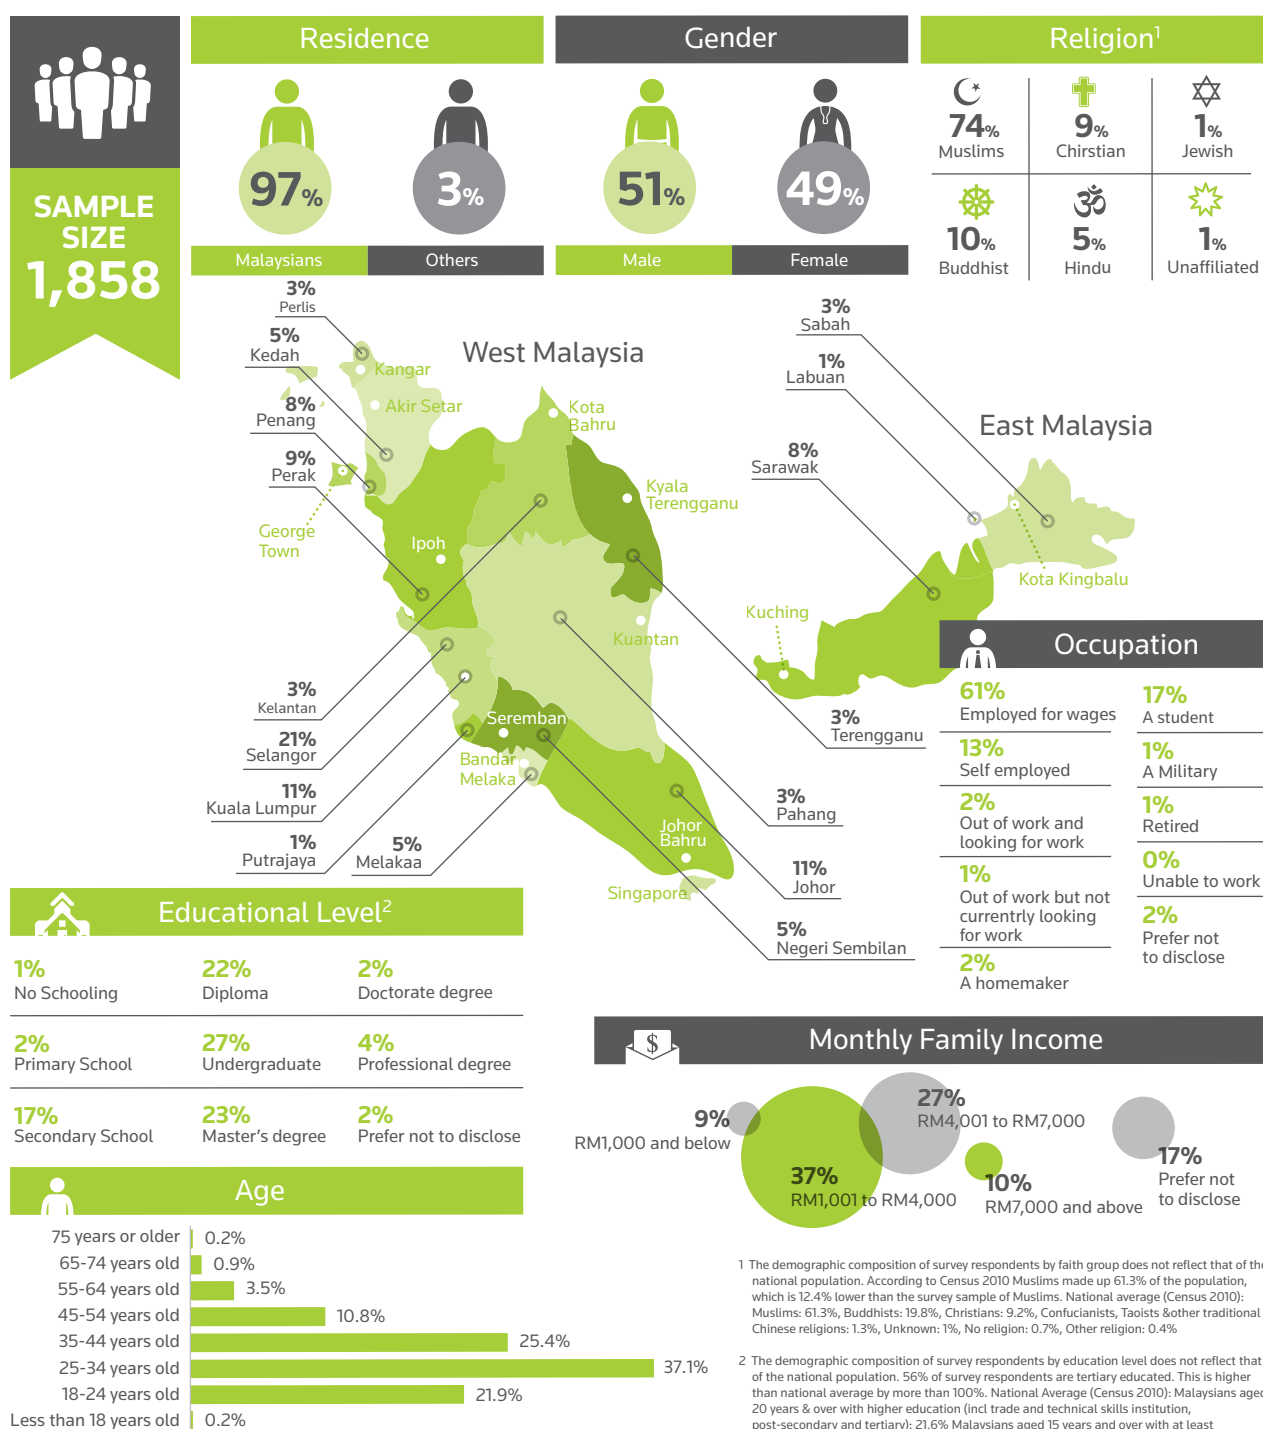 SAMPLE
SIZE
1,858
Residence
97%
Malaysians
3%
Others
Gender
51%
Male
49%
Female
Religion1
74%
Muslims
9%
Chirstian
1%
Jewish
10%
Buddhist
5%
Hindu
1%
Unaffiliated
West Malaysia
3%
Perlis
5%
Kedah
8%
Penang
9%
Perak
Kangar
Akir Setar
Kota
Bahru
Kyala
Terengganu
George
Town
Ipoh
Kuantan
3%
Kelantan
21%
Selangor
11%
Kuala Lumpur
1%
Putrajaya
5%
Melakaa
Seremban
Bandar
Melaka
Johor
Bahru
Singapore
3%
Terengganu
3%
Pahang
11%
Johor
5%
Negeri Sembilan
East Malaysia
3%
Sabah
1%
Labuan
8%
Sarawak
Kota Kingbalu
Kuching
Occupation
61%
Employed for wages
13%
Self employed
2%
Out of work and
looking for work
1%
Out of work but not
currently looking
for work
2%
A homemaker
17%
A student
1%
A Military
1%
Retired
0%
Unable to work
2%
Prefer not
to disclose
Educational Level2
1%
No Schooling
22%
Diploma
2%
Doctorate degree
2%
Primary School
27%
Undergraduate
4%
Professional degree
17%
Secondary School
23%
Master's degree
2%
Prefer not to disclose
Monthly Family Income
$
9%
RM1,000 and below
37%
RM1,001 to RM4,000
27%
RM4,001 to RM7,000
10%
RM7,000 and above
17%
Prefer not
to disclose
Age
75 years or older 0.2%
65-74 years old 0.9%
55-64 years old 3.5%
45-54 years old 10.8%
35-44 years old 25.4%
25-34 years old 37.1%
18-24 years old 21.9%
Less than 18 years old 0.2%
1 The demographic composition of survey respondents by faith group does not reflect that of the
national population. According to Census 2010 Muslims made up 61.3% of the population,
which is 12.4% lower than the survey sample of Muslims. National average (Census 2010):
Muslims: 61.3%, Buddhists: 19.8%, Christians: 9.2%, Confucianists, Taoists &other traditional
Chinese religions: 1.3%, Unknown: 1%, No religion: 0.7%, Other religion: 0.4%
2 The demographic composition of survey respondents by education level does not reflect that
of the national population. 56% of survey respondents are tertiary educated. This is higher
than national average by more than 100%. National Average (Census 2010): Malaysians aged
20 years & over with higher education (incl trade and technical skills institution,
post-secondary and tertiary): 21.6% Malaysians aged 15 years and over with at least